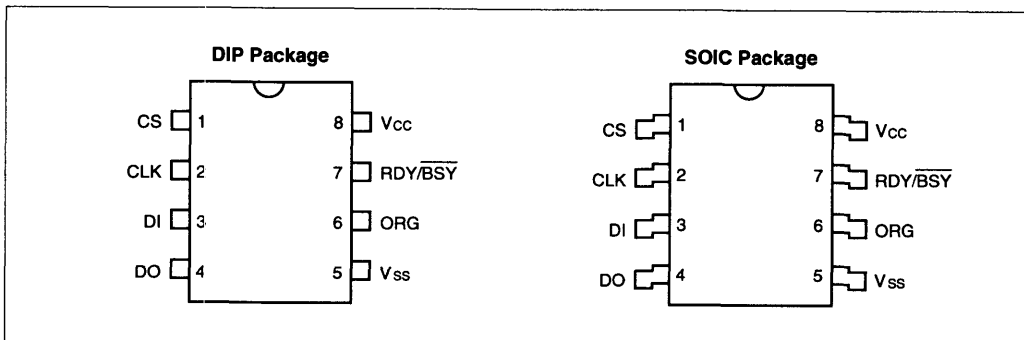 DIP Package
CS 1 8 Vcc
CLK 2 7 RDY/BSY
DI 3 6 ORG
DO 4 5 Vss
SOIC Package
CS 1 8 Vcc
CLK 2 7 RDY/BSY
DI 3 6 ORG
DO 4 5 Vss